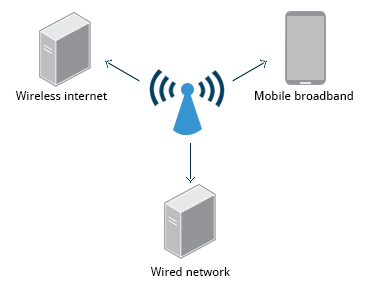 Wireless internet
Mobile broadband
Wired network